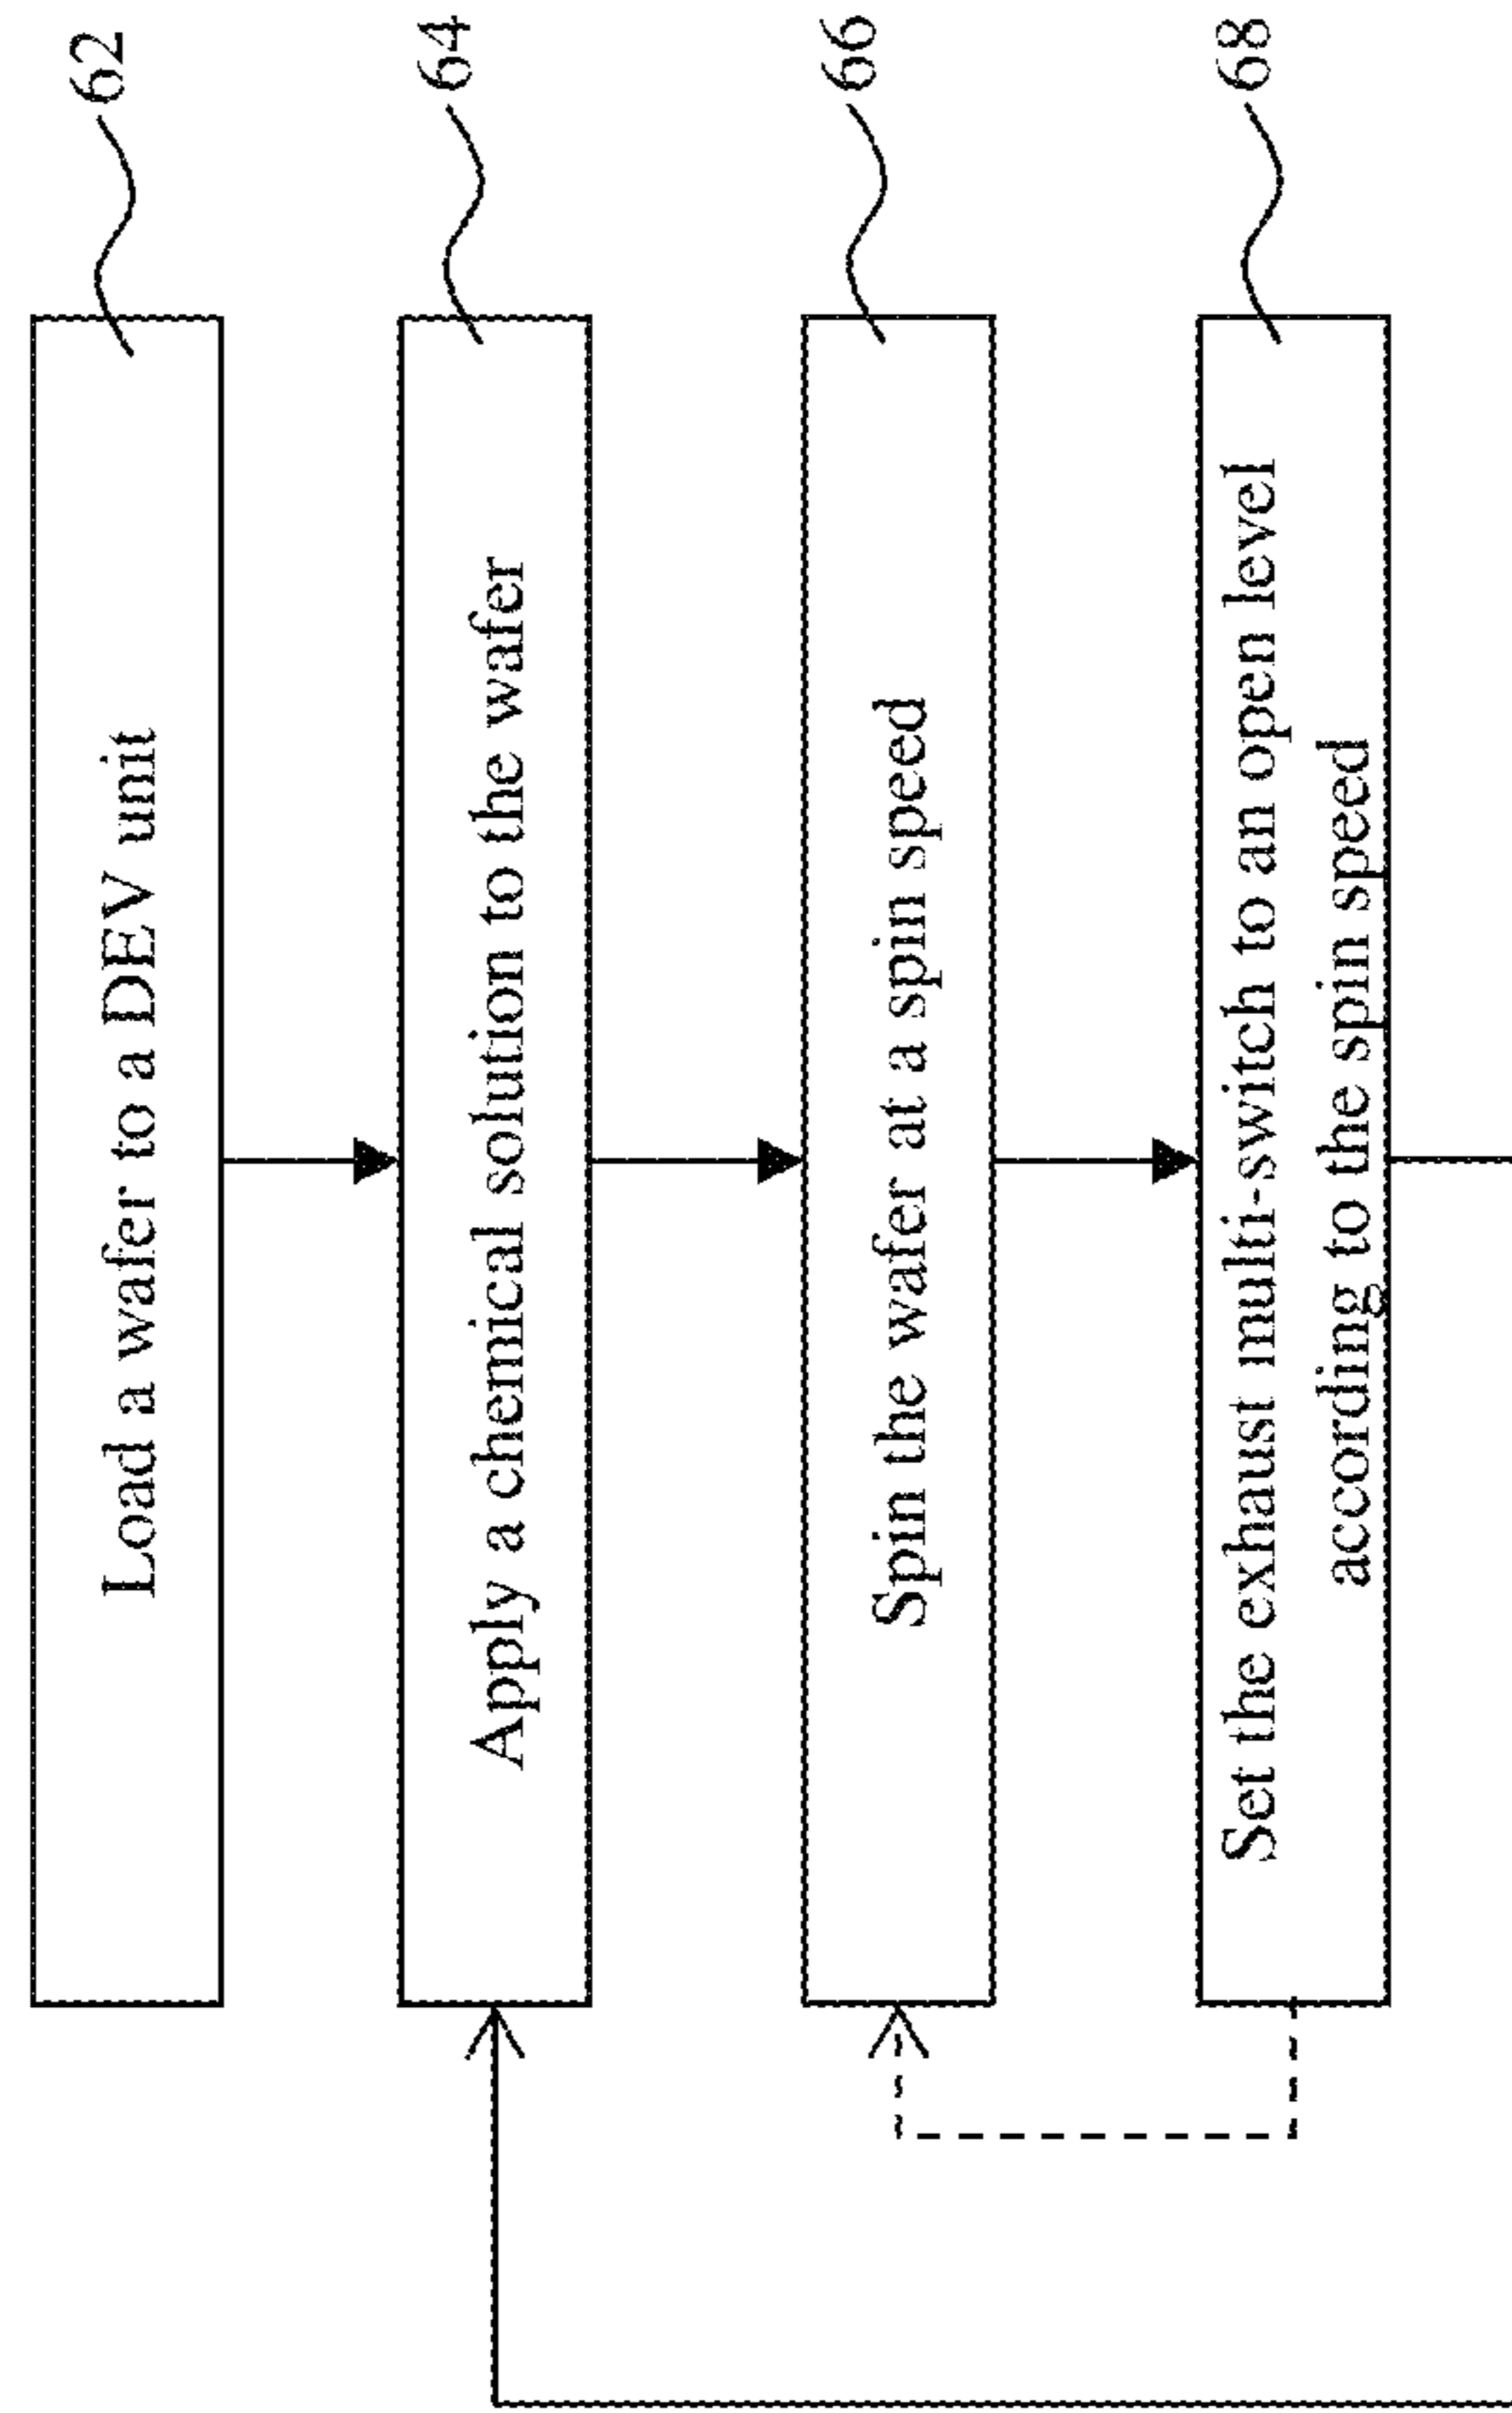 62
Load a wafer to a DEV unit
64
Apply a chemical solution to the wafer
66
Spin the wafer at a spin speed
68
Set the exhaust multi-switch to an open level
according to the spin speed